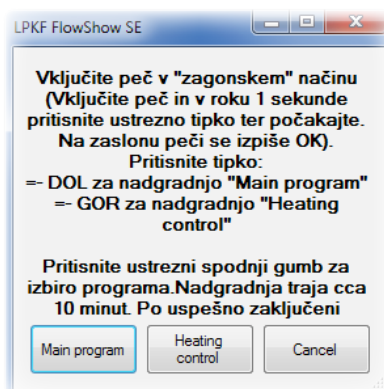 LPKF FlowShow SE
Vključite peč v "zagonskem" načinu
(Vključite peč in v roku 1 sekunde
pritisnite ustrezno tipko ter počakajte.
Na zaslonu peči se izpiše OK).
Pritisnite tipko:
=- DOL za nadgradnjo "Main program"
=- GOR za nadgradnjo "Heating
control"
Pritisnite ustrezni spodnji gumb za
izbiro programa.Nadgradnja traja cca
10 minut. Po uspešno zaključeni
Main program
Heating
control
Cancel